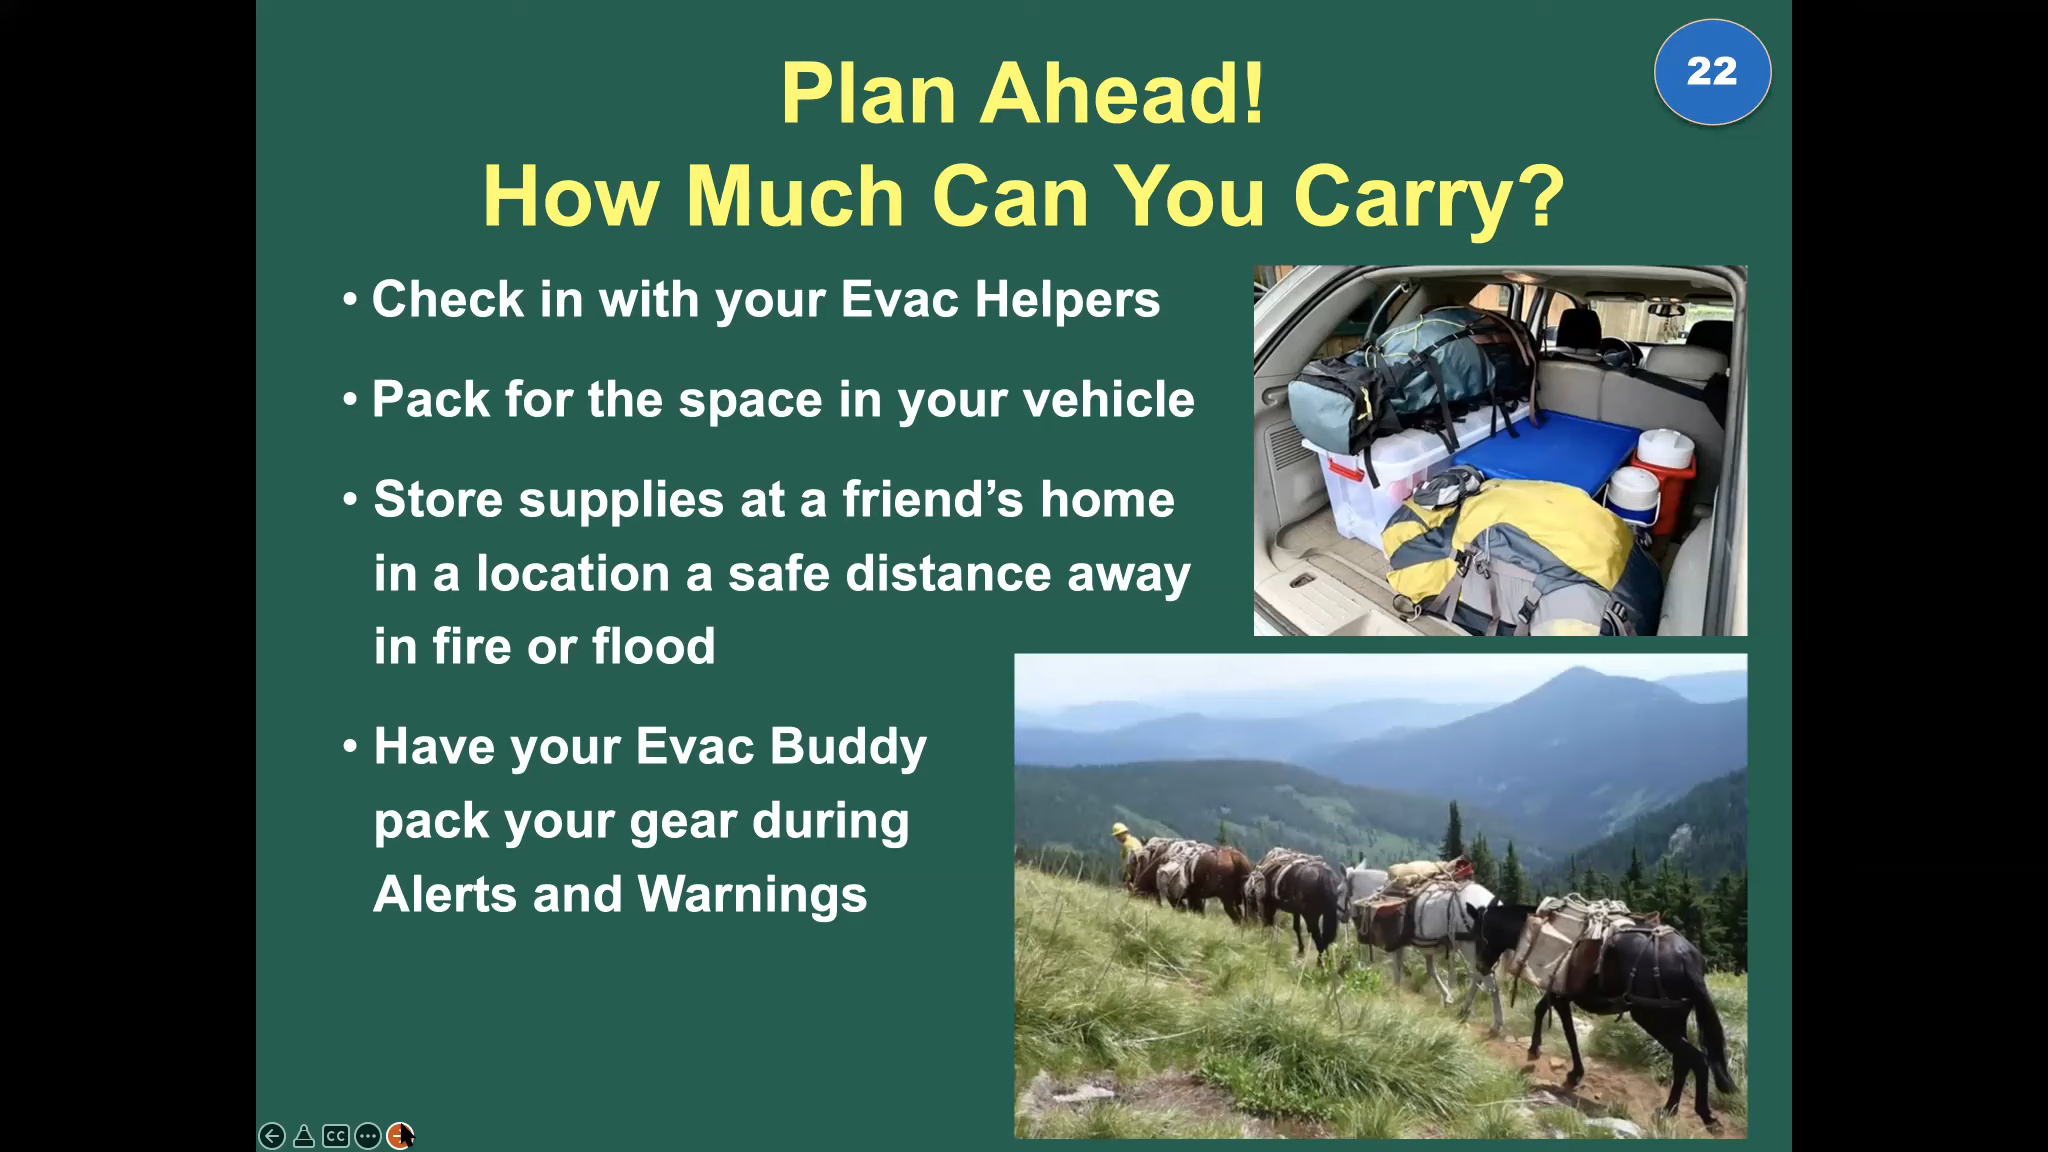 22
Plan Ahead!
How Much Can You Carry?
• Check in with your Evac Helpers
• Pack for the space in your vehicle
• Store supplies at a friend’s home
in a location a safe distance away
in fire or flood
• Have your Evac Buddy
pack your gear during
Alerts and Warnings
CC